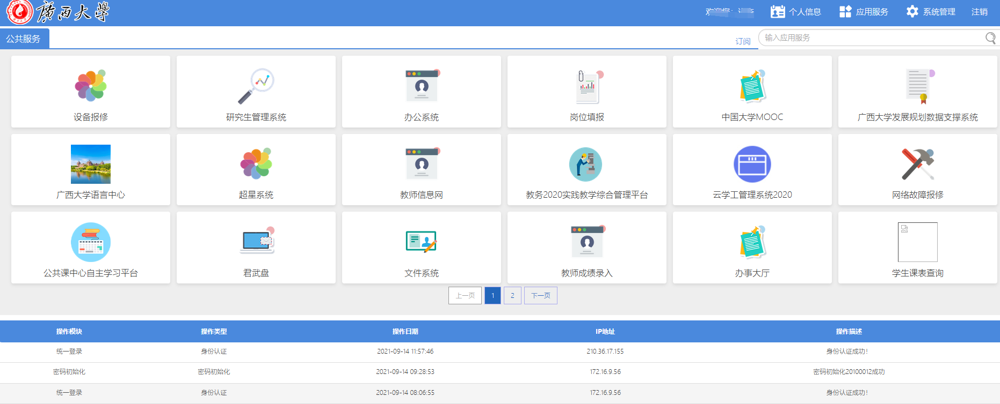 廣西大學
欢迎您：
个人信息
应用服务
系统管理
注销
公共服务
订阅
输入应用服务
设备报修
研究生管理系统
办公系统
岗位填报
中国大学MOOC
广西大学发展规划数据支撑系统
广西大学语言中心
超星系统
教师信息网
教务2020实践教学综合管理平台
云学工管理系统2020
网络故障报修
公共课中心自主学习平台
君武盘
文件系统
教师成绩录入
办事大厅
学生课表查询
上一页 1 2 下一页
操作模块 操作类型 操作日期 IP地址 操作描述
统一登录 身份认证 2021-09-14 11:57:46 210.36.17.155 身份认证成功!
密码初始化 密码初始化 2021-09-14 09:28:53 172.16.9.56 密码初始化20100012成功
统一登录 身份认证 2021-09-14 08:06:55 172.16.9.56 身份认证成功!